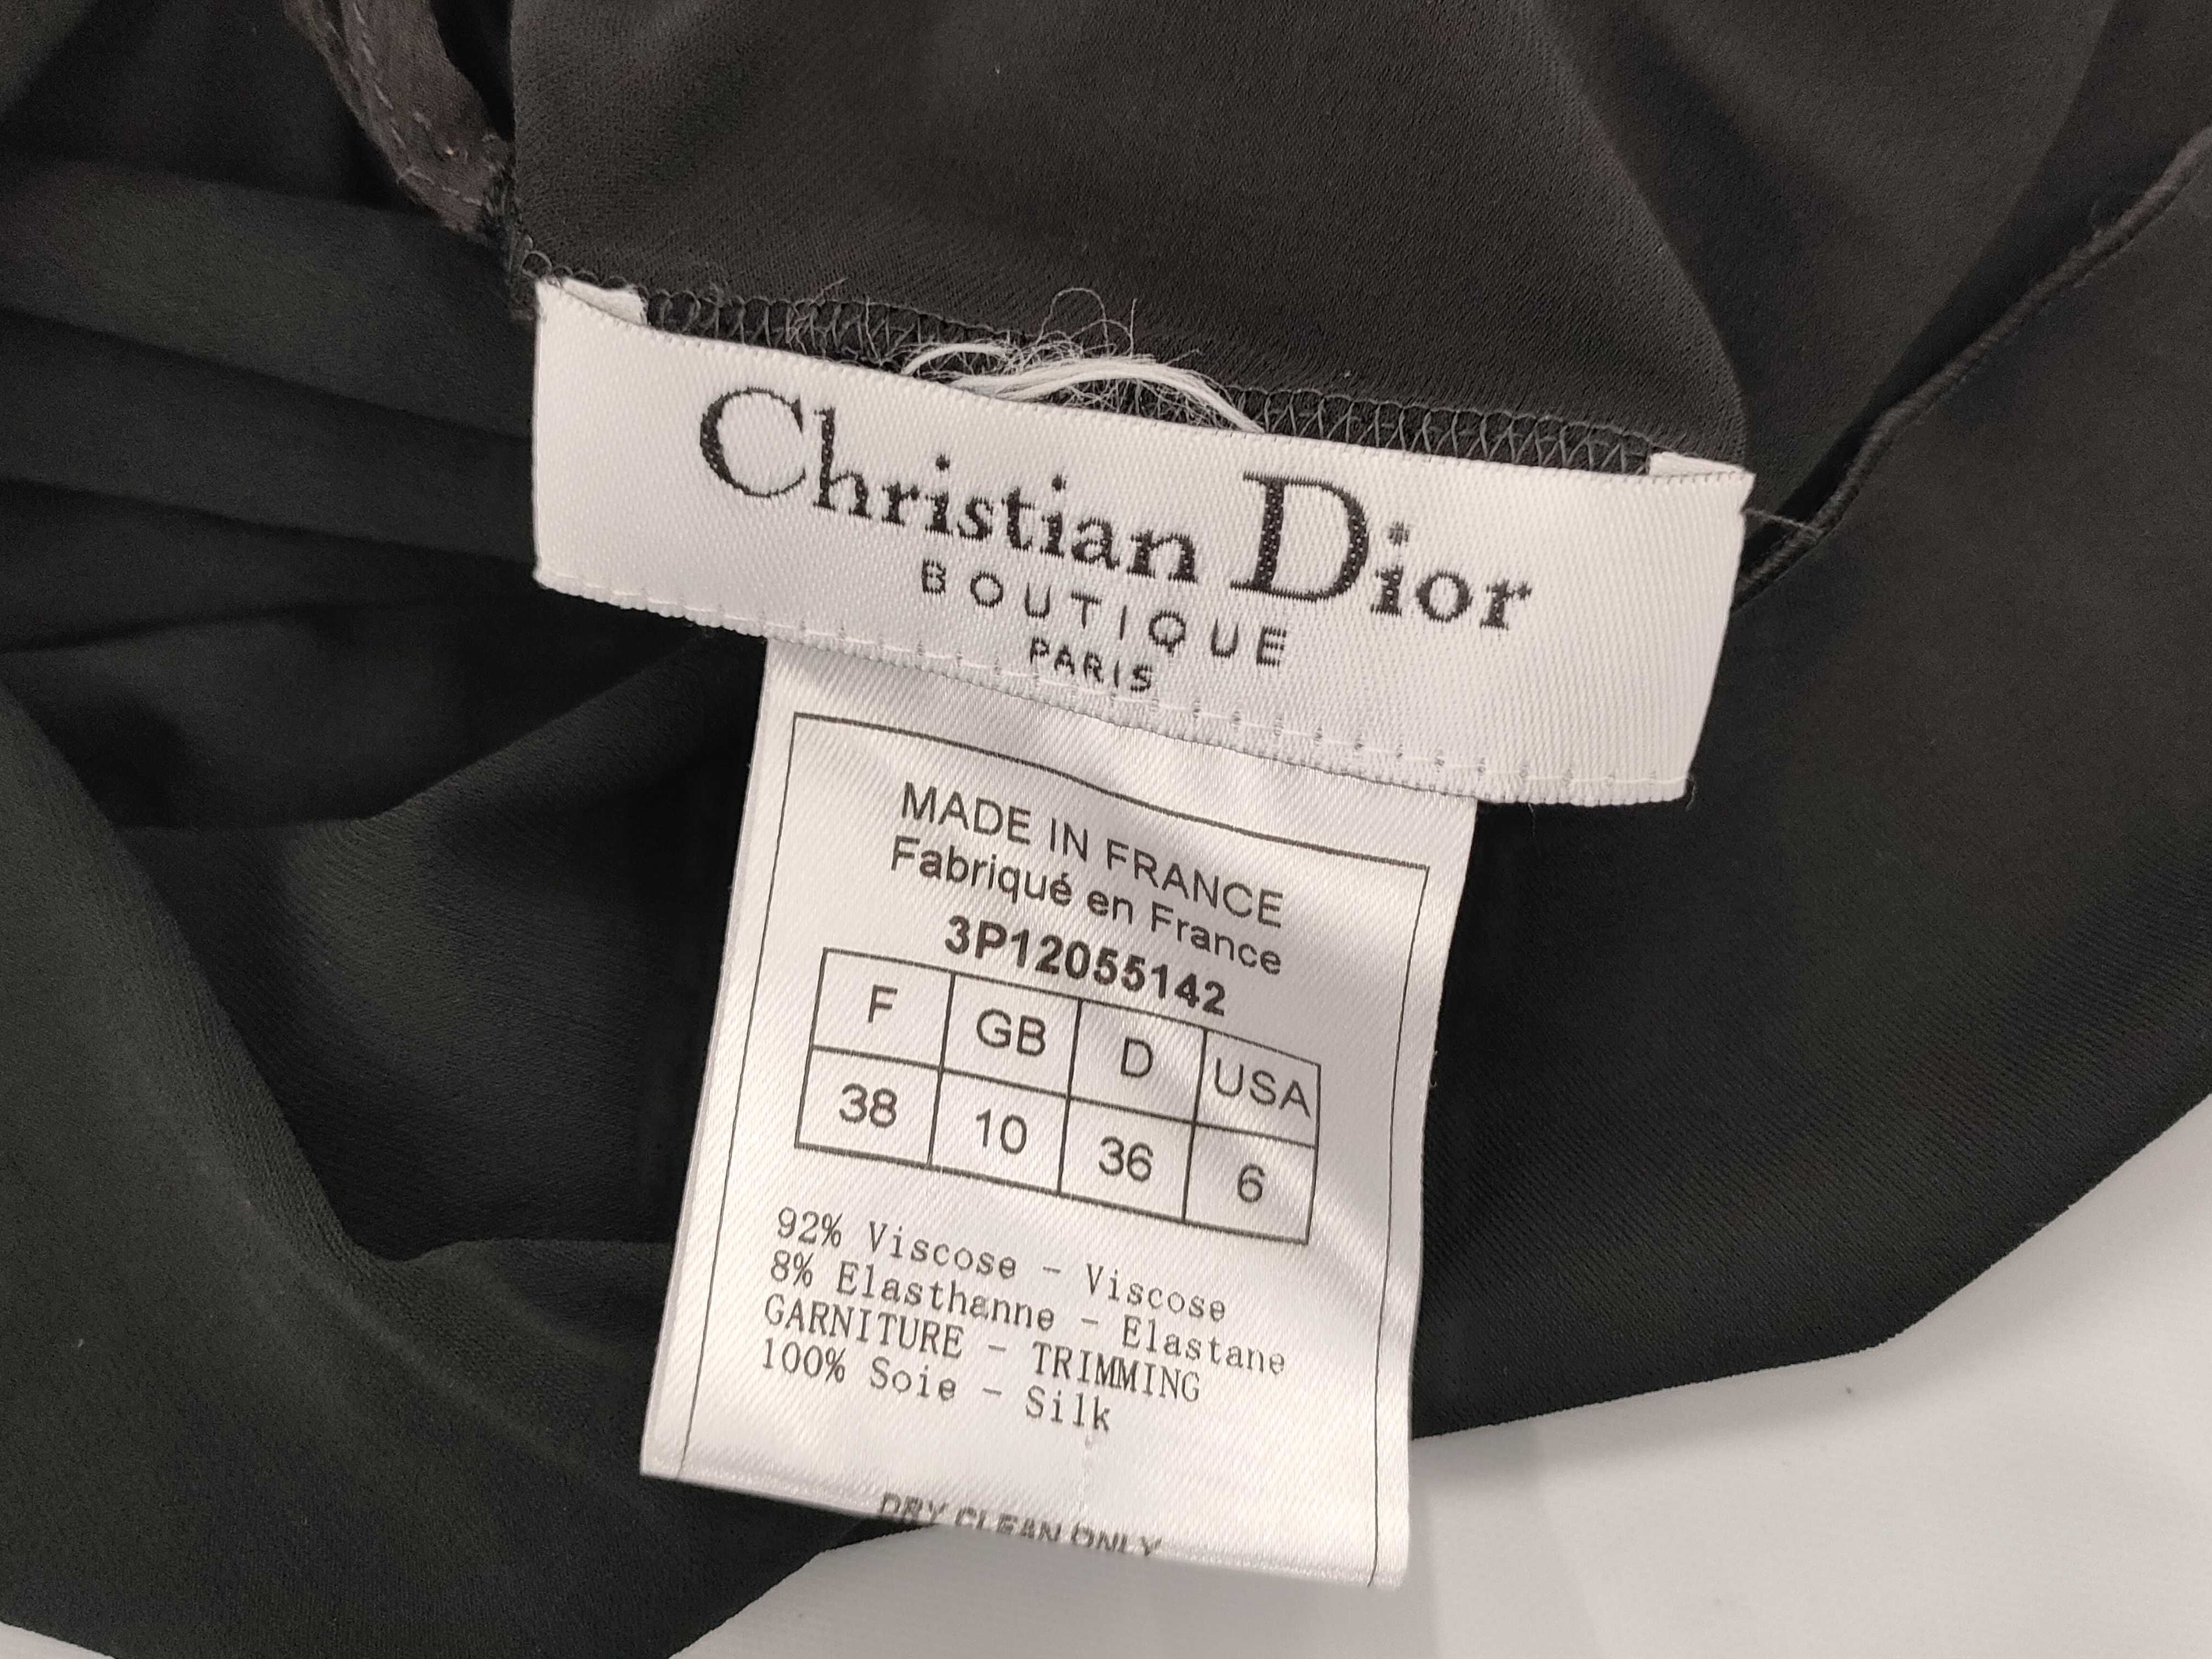 Christian Dior
BOUTIQUE
PARIS
MADE IN FRANCE
Fabriqué en France
3P12055142
F GB D USA
38 10 36 6
92% Viscose - Viscose
8% Elasthanne - Elastane
GARNITURE - TRIMMING
100% Soie - Silk
DRY CLEAN ONLY